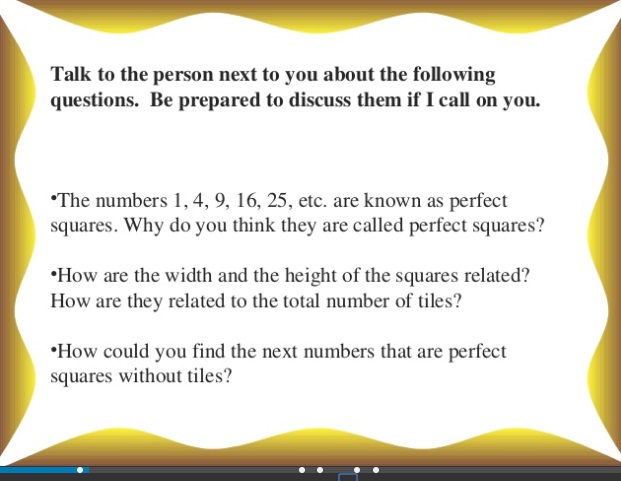 Talk to the person next to you about the following
questions.  Be prepared to discuss them if I call on you.
•The numbers 1, 4, 9, 16, 25, etc. are known as perfect
squares. Why do you think they are called perfect squares?
•How are the width and the height of the squares related?
How are they related to the total number of tiles?
•How could you find the next numbers that are perfect
squares without tiles?